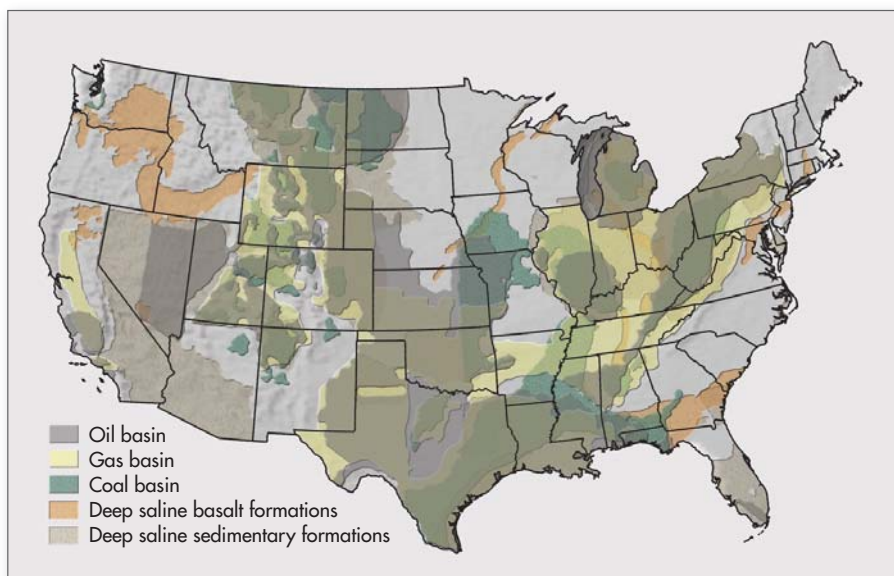 Oil basin
Gas basin
Coal basin
Deep saline basalt formations
Deep saline sedimentary formations